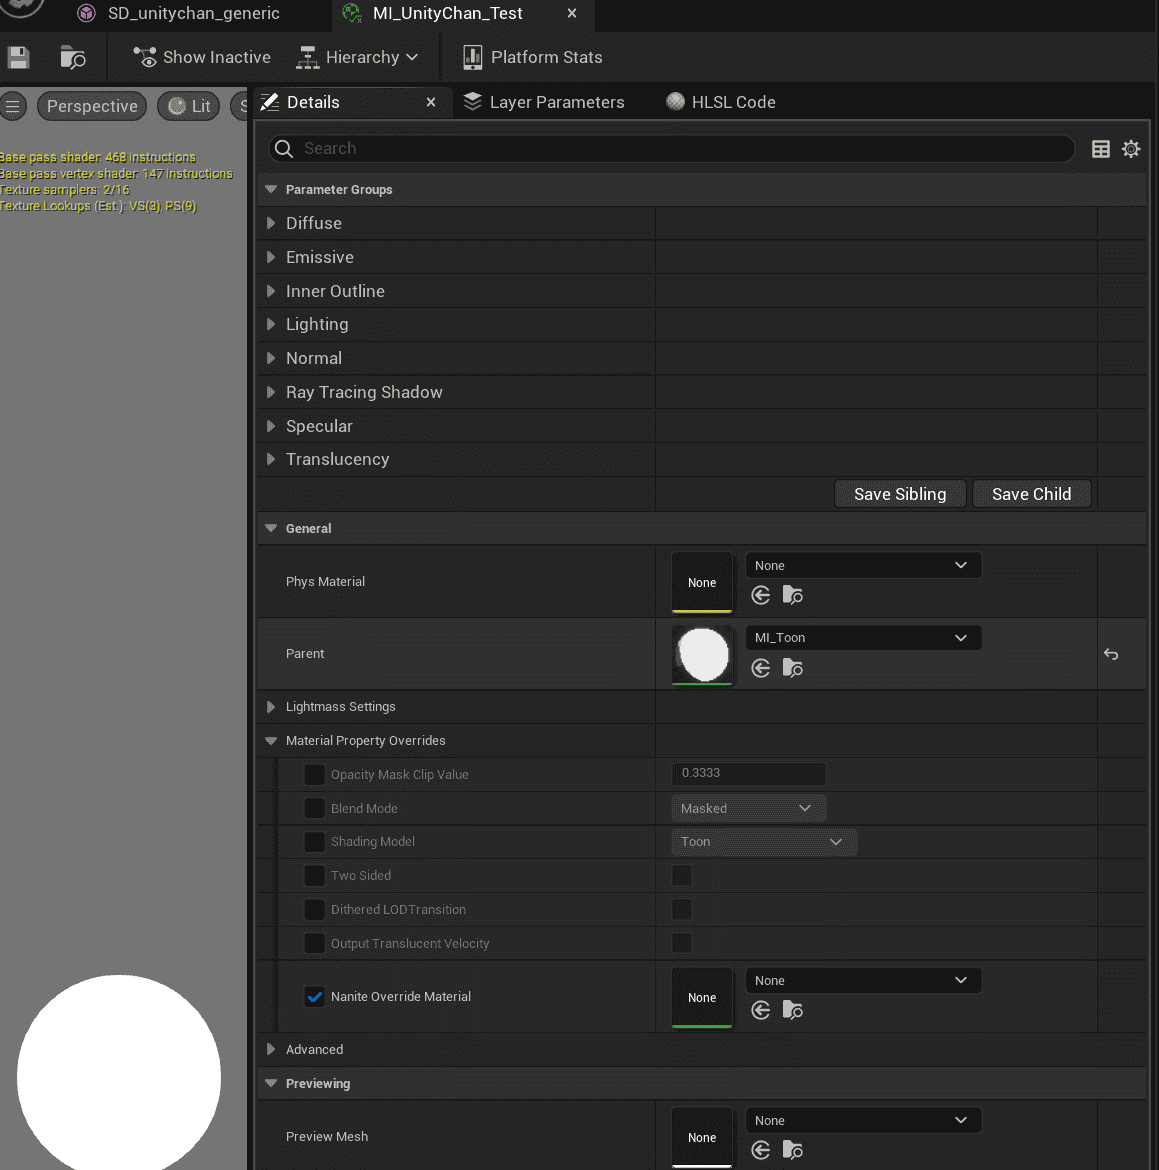 SD_unitychan_generic
MI_UnityChan_Test
Show Inactive
Hierarchy
Platform Stats
Perspective
Lit
S
Details
Layer Parameters
HLSL Code
Base pass shader: 468 instructions
Base pass vertex shader: 147 instructions
Texture samplers: 2/16
Texture Lookups (Est.): VS(3), PS(9)
Search
Parameter Groups
Diffuse
Emissive
Inner Outline
Lighting
Normal
Ray Tracing Shadow
Specular
Translucency
Save Sibling
Save Child
General
Phys Material
None
None
Parent
MI_Toon
Lightmass Settings
Material Property Overrides
Opacity Mask Clip Value
0.3333
Blend Mode
Masked
Shading Model
Toon
Two Sided
Dithered LODTransition
Output Translucent Velocity
Nanite Override Material
None
None
Advanced
Previewing
Preview Mesh
None
None